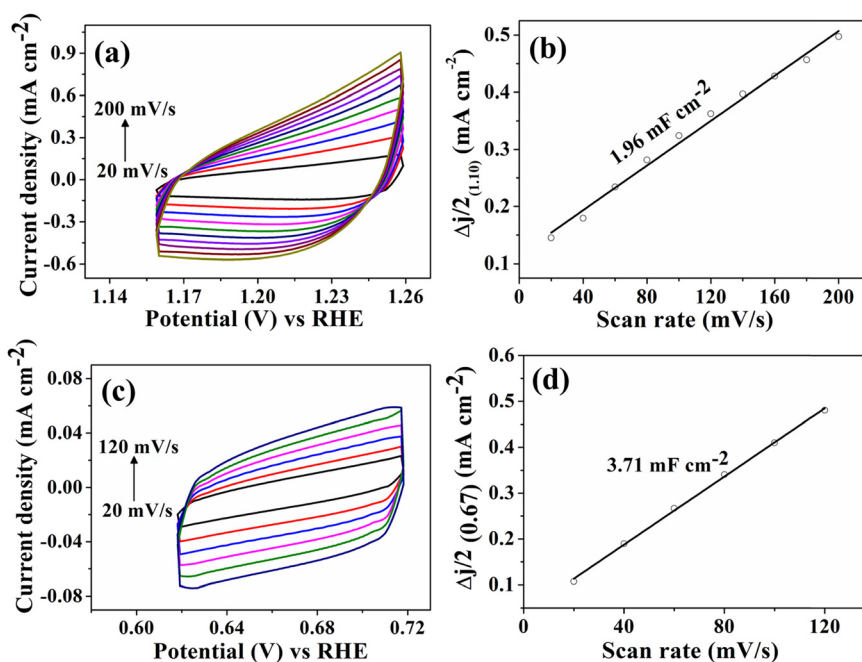 (a)
Current density (mA cm-2)
0.9
0.6
0.3
0.0
-0.3
-0.6
200 mV/s
20 mV/s
1.14 1.17 1.20 1.23 1.26
Potential (V) vs RHE
(b)
Δj/2(1.10) (mA cm-2)
0.5
0.4
0.3
0.2
0.1
1.96 mF cm-2
0 40 80 120 160 200
Scan rate (mV/s)
(c)
Current density (mA cm-2)
0.08
0.04
0.00
-0.04
-0.08
120 mV/s
20 mV/s
0.60 0.64 0.68 0.72
Potential (V) vs RHE
(d)
Δj/2 (0.67) (mA cm-2)
0.6
0.5
0.4
0.3
0.2
0.1
3.71 mF cm-2
0 40 80 120
Scan rate (mV/s)